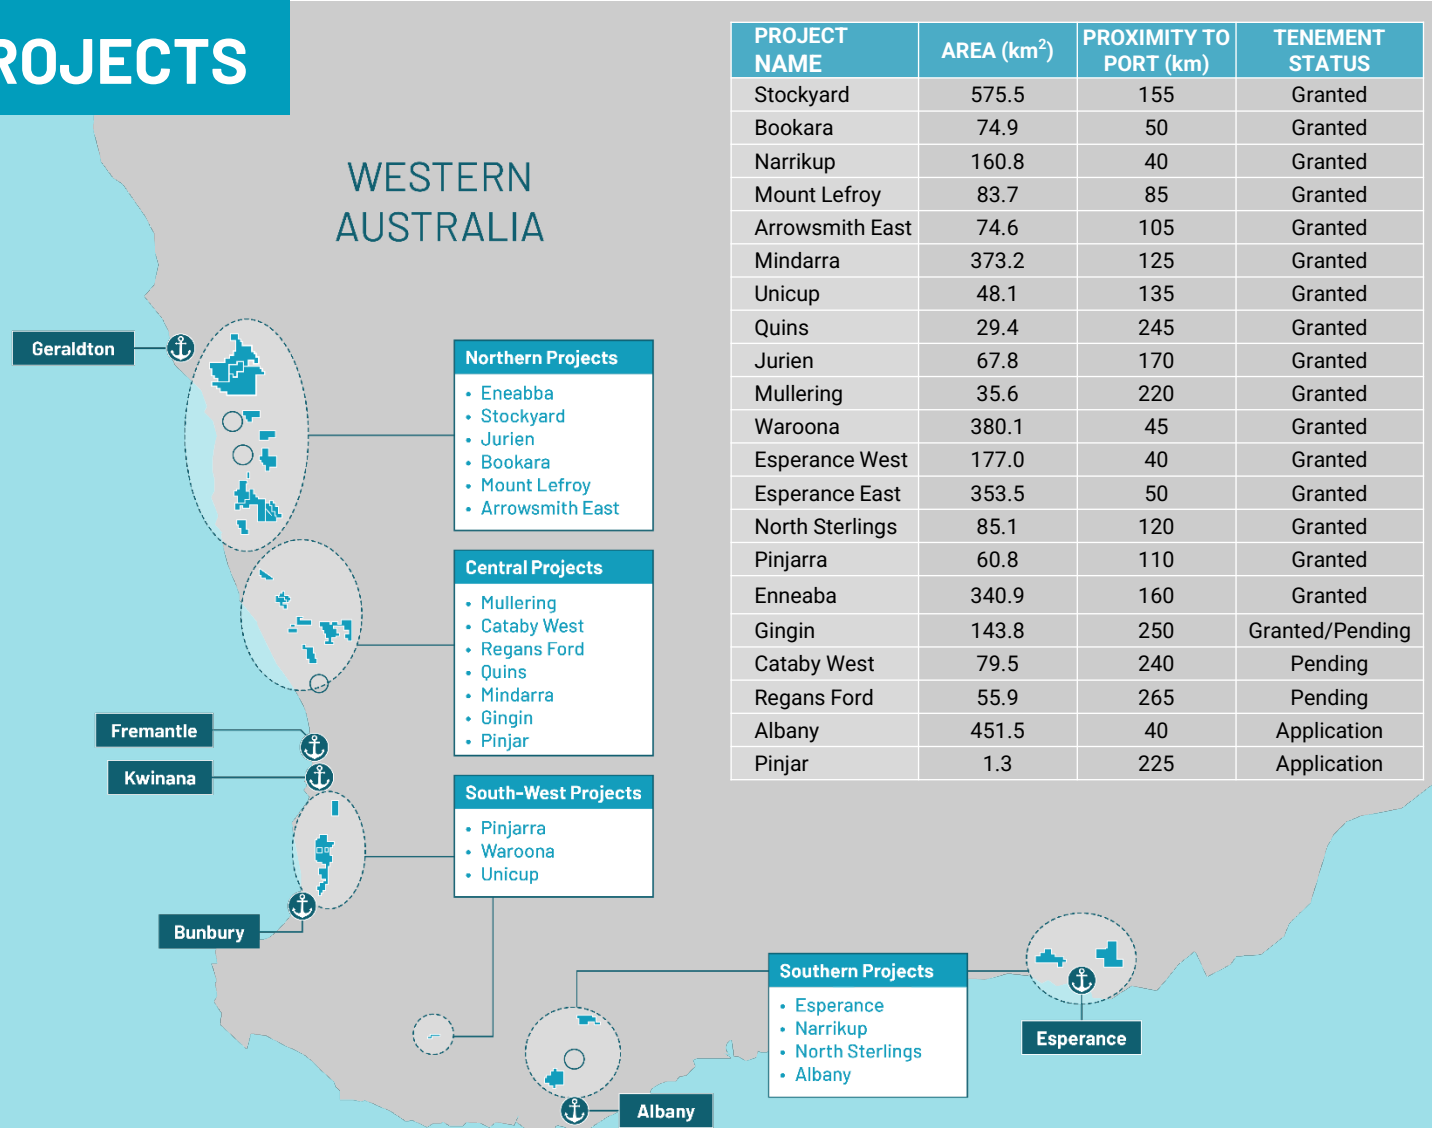 ROJECTS
WESTERN
AUSTRALIA
PROJECT NAME AREA (km²) PROXIMITY TO PORT (km) TENEMENT STATUS
Stockyard 575.5 155 Granted
Bookara 74.9 50 Granted
Narrikup 160.8 40 Granted
Mount Lefroy 83.7 85 Granted
Arrowsmith East 74.6 105 Granted
Mindarra 373.2 125 Granted
Unicup 48.1 135 Granted
Quins 29.4 245 Granted
Jurien 67.8 170 Granted
Mullering 35.6 220 Granted
Waroona 380.1 45 Granted
Esperance West 177.0 40 Granted
Esperance East 353.5 50 Granted
North Sterlings 85.1 120 Granted
Pinjarra 60.8 110 Granted
Enneaba 340.9 160 Granted
Gingin 143.8 250 Granted/Pending
Cataby West 79.5 240 Pending
Regans Ford 55.9 265 Pending
Albany 451.5 40 Application
Pinjar 1.3 225 Application
Geraldton
Northern Projects
• Eneabba
• Stockyard
• Jurien
• Bookara
• Mount Lefroy
• Arrowsmith East
Central Projects
• Mullering
• Cataby West
• Regans Ford
• Quins
• Mindarra
• Gingin
• Pinjar
Fremantle
Kwinana
South-West Projects
• Pinjarra
• Waroona
• Unicup
Bunbury
Southern Projects
• Esperance
• Narrikup
• North Sterlings
• Albany
Esperance
Albany